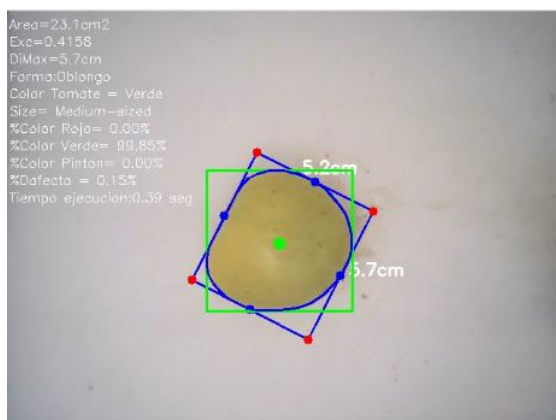 Area=23.1cm2
Exc=0.4158
DiMax=5.7cm
Forma:Oblongo
Color Tomate = Verde
Size= Medium-sized
%Color Rojo= 0.00%
%Color Verde= 99.85%
%Color Pinton= 0.00%
%Defecto = 0.15%
Tiempo ejecucion:0.39 seg
5.2cm
5.7cm